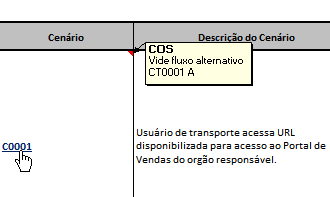 Cenário
Descrição do Cenário
COS
Vide fluxo alternativo
CT0001 A
C0001
Usuário de transporte acessa URL
disponibilizada para acesso ao Portal de
Vendas do orgão responsável.